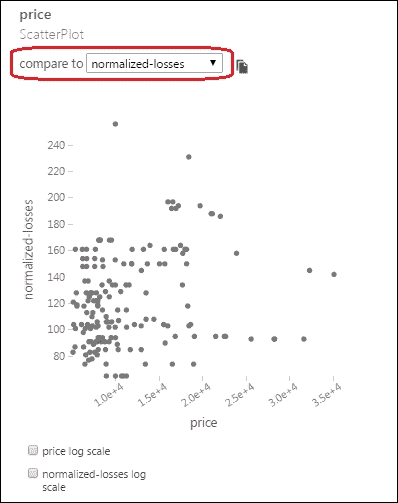 price
ScatterPlot
compare to normalized-losses
240
220
200
180
160
140
120
100
80
normalized-losses
1.0e+4 1.5e+4 2.0e+4 2.5e+4 3.0e+4 3.5e+4
price
price log scale
normalized-losses log
scale